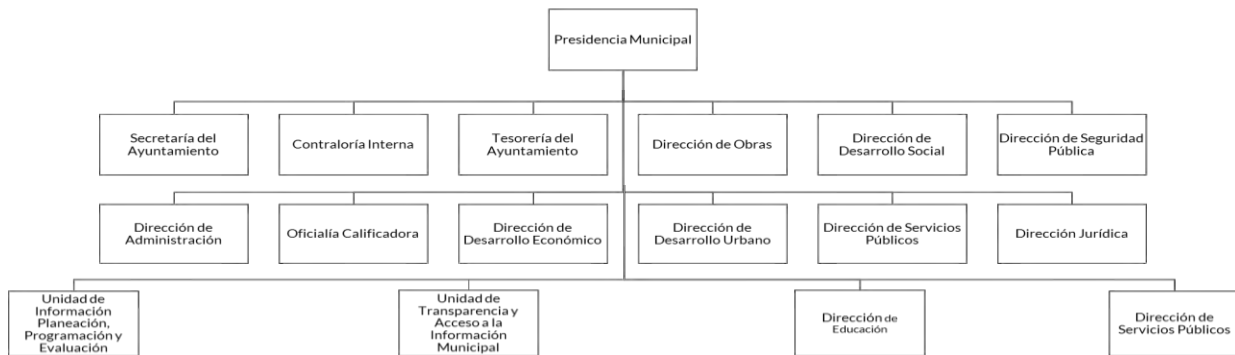 Presidencia Municipal
Secretaría del
Ayuntamiento
Contraloría Interna
Tesorería del
Ayuntamiento
Dirección de Obras
Dirección de
Desarrollo Social
Dirección de Seguridad
Pública
Dirección de
Administración
Oficialía Calificadora
Dirección de
Desarrollo Económico
Dirección de
Desarrollo Urbano
Dirección de Servicios
Públicos
Dirección Jurídica
Unidad de
Información
Planeación,
Programación y
Evaluación
Unidad de
Transparencia y
Acceso a la
Información
Municipal
Dirección de
Educación
Dirección de
Servicios Públicos